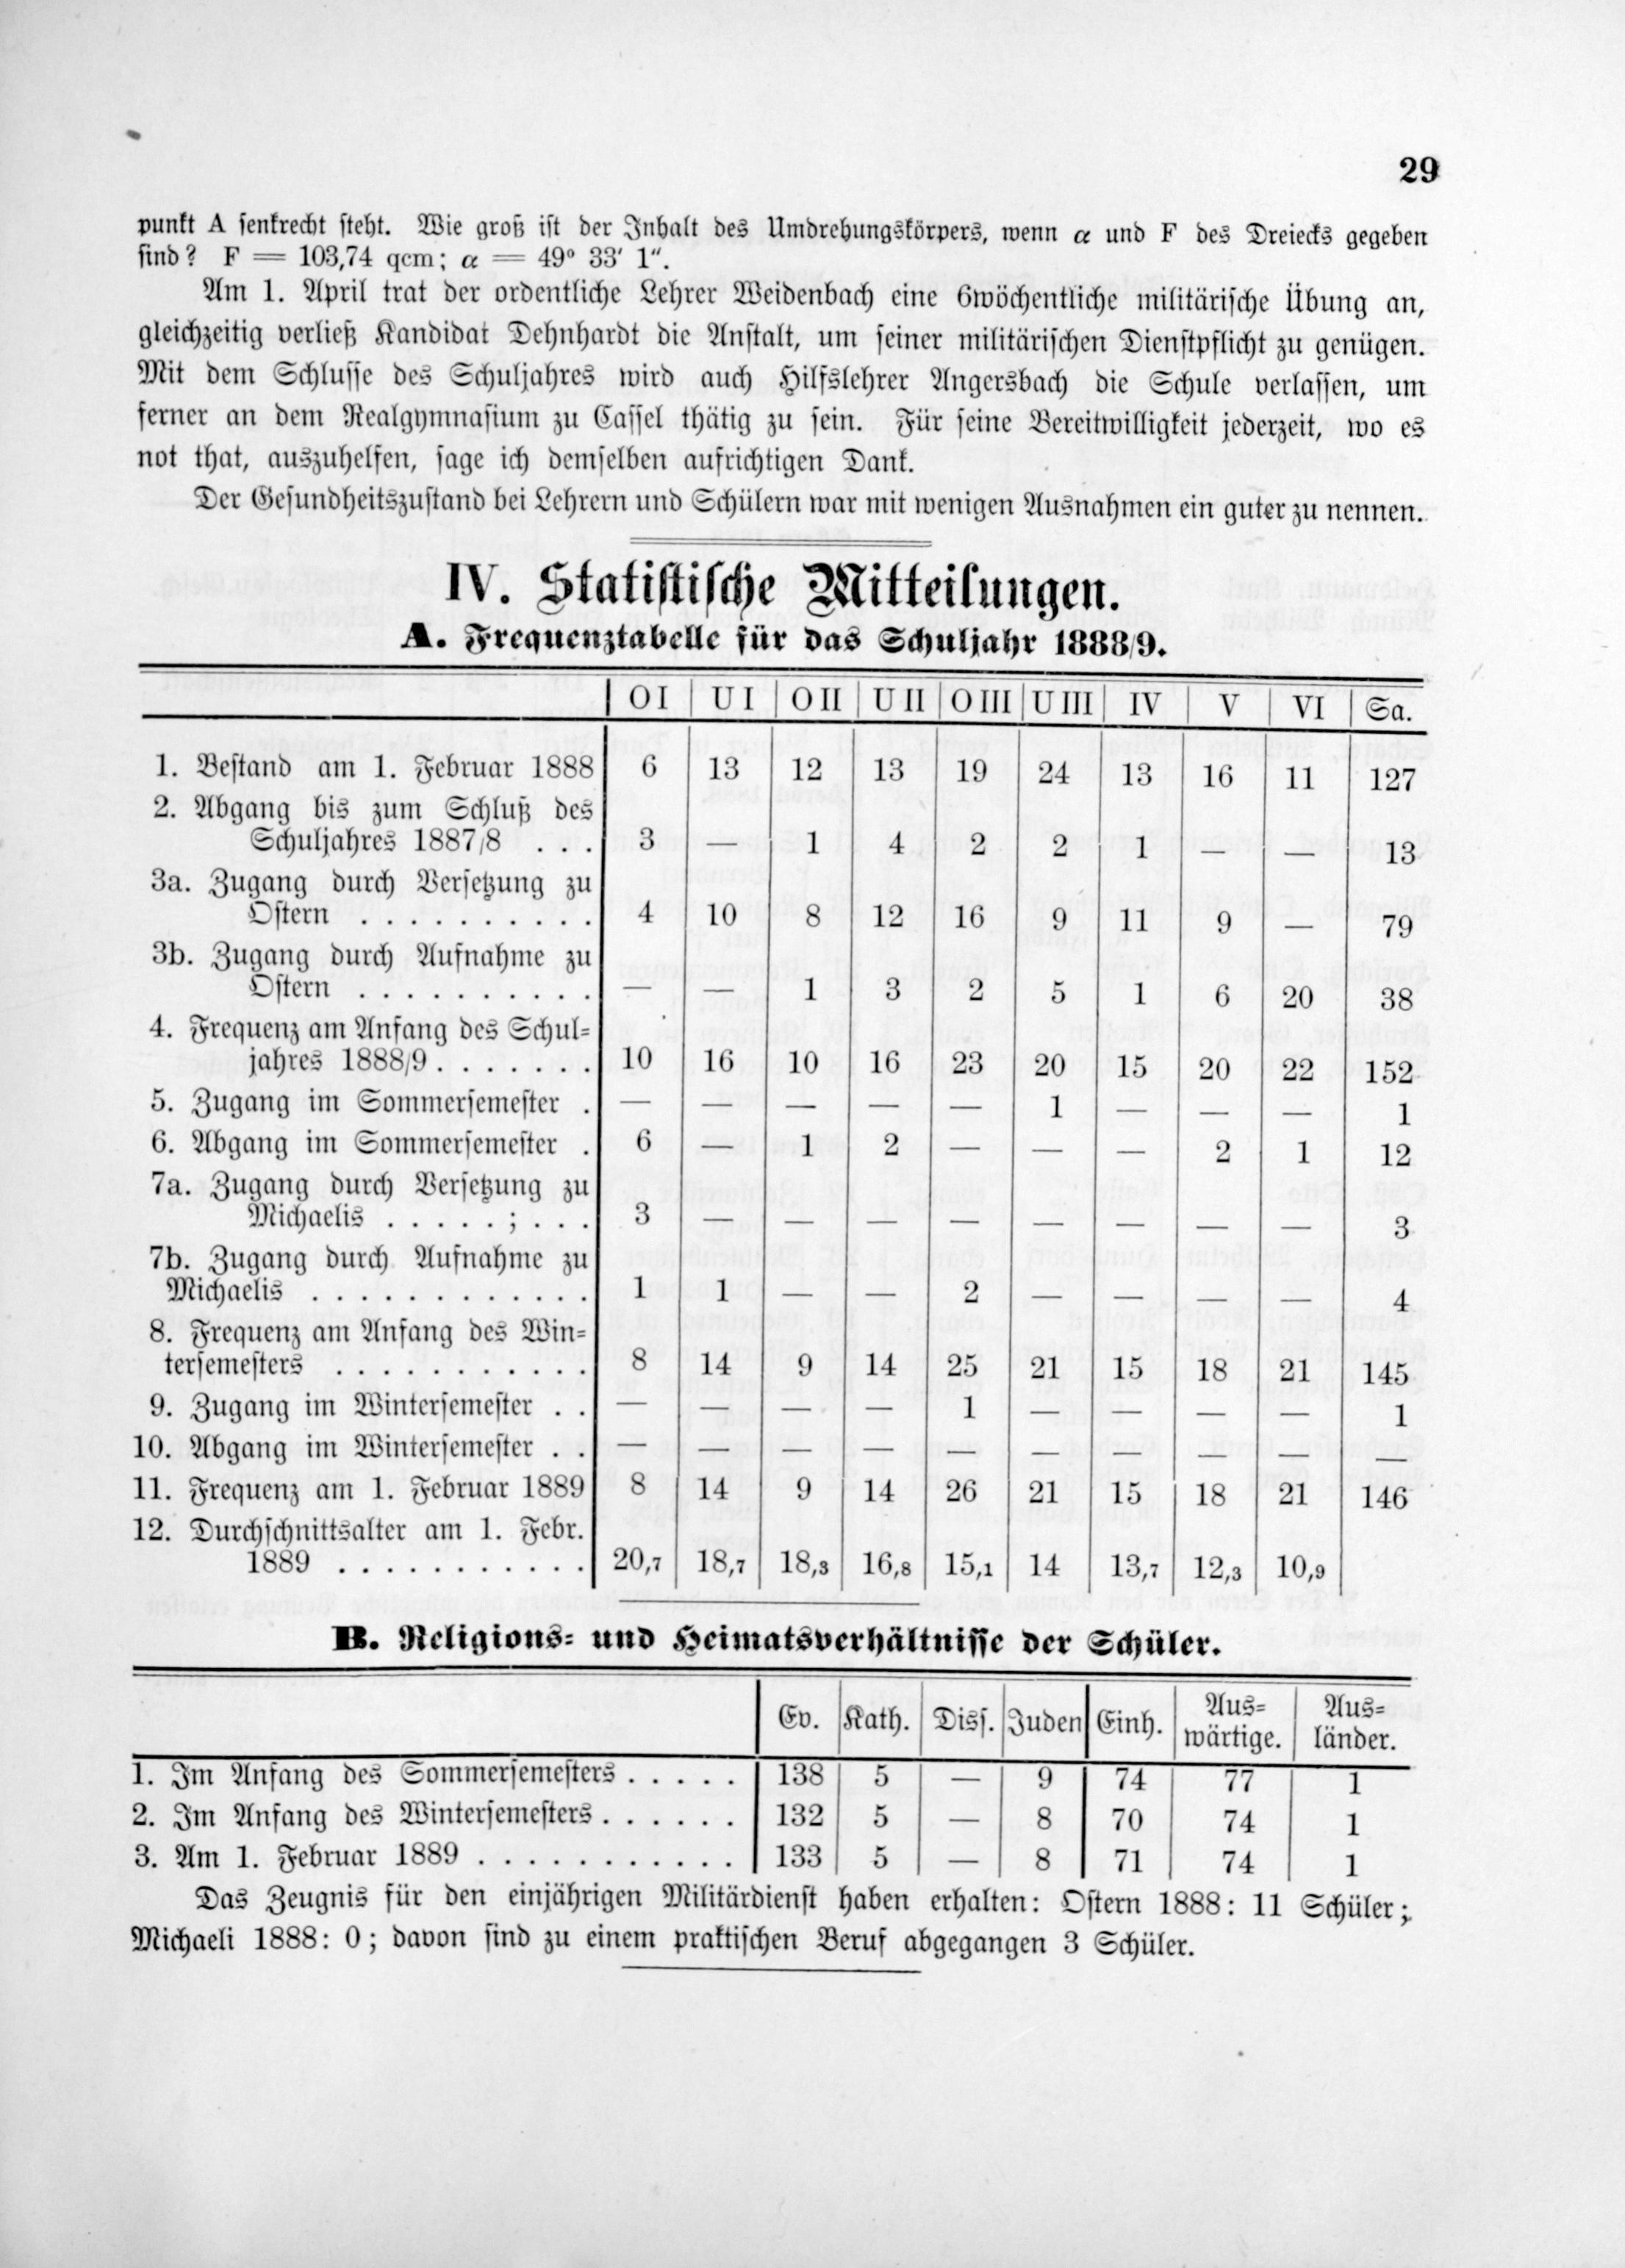 29
punkt A senkrecht steht. Wie groß ist der Inhalt des Umdrehungskörpers, wenn α und F des Dreiecks gegeben
sind? F = 103,74 qcm; α = 49° 33′ 1″.
Am 1. April trat der ordentliche Lehrer Weidenbach eine 6wöchentliche militärische Übung an,
gleichzeitig verließ Kandidat Dehnhardt die Anstalt, um seiner militärischen Dienstpflicht zu genügen.
Mit dem Schlusse des Schuljahres wird auch Hilfslehrer Angersbach die Schule verlassen, um
ferner an dem Realgymnasium zu Cassel thätig zu sein. Für seine Bereitwilligkeit jederzeit, wo es
not that, auszuhelfen, sage ich demselben aufrichtigen Dank.
Der Gesundheitszustand bei Lehrern und Schülern war mit wenigen Ausnahmen ein guter zu nennen.
IV. Statistische Mitteilungen.
A. Frequenztabelle für das Schuljahr 1888/9.
O I | U I | O II | U II | O III | U III | IV | V | VI | Sa.
1. Bestand am 1. Februar 1888 | 6 | 13 | 12 | 13 | 19 | 24 | 13 | 16 | 11 | 127
2. Abgang bis zum Schluß des
Schuljahres 1887/8 . . . | 3 | — | 1 | 4 | 2 | 2 | 1 | — | — | 13
3a. Zugang durch Versetzung zu
Ostern . . . . . . . . . . | 4 | 10 | 8 | 12 | 16 | 9 | 11 | 9 | — | 79
3b. Zugang durch Aufnahme zu
Ostern . . . . . . . . . . | — | — | 1 | 3 | 2 | 5 | 1 | 6 | 20 | 38
4. Frequenz am Anfang des Schul=
jahres 1888/9 . . . . . . . | 10 | 16 | 10 | 16 | 23 | 20 | 15 | 20 | 22 | 152
5. Zugang im Sommersemester . | — | — | — | — | — | 1 | — | — | — | 1
6. Abgang im Sommersemester . | 6 | — | 1 | 2 | — | — | — | 2 | 1 | 12
7a. Zugang durch Versetzung zu
Michaelis . . . . . ; . . . | 3 | — | — | — | — | — | — | — | — | 3
7b. Zugang durch Aufnahme zu
Michaelis . . . . . . . . . . . . | 1 | 1 | — | — | 2 | — | — | — | — | 4
8. Frequenz am Anfang des Win=
tersemesters . . . . . . . . . . . | 8 | 14 | 9 | 14 | 25 | 21 | 15 | 18 | 21 | 145
9. Zugang im Wintersemester . . | — | — | — | — | 1 | — | — | — | — | 1
10. Abgang im Wintersemester . . | — | — | — | — | — | — | — | — | — | —
11. Frequenz am 1. Februar 1889 | 8 | 14 | 9 | 14 | 26 | 21 | 15 | 18 | 21 | 146
12. Durchschnittsalter am 1. Febr.
1889 . . . . . . . . . . . | 20,7 | 18,7 | 18,3 | 16,8 | 15,1 | 14 | 13,7 | 12,3 | 10,9
B. Religions= und Heimatsverhältnisse der Schüler.
Ev. | Kath. | Diss. | Juden | Einh. | Aus=wärtige. | Aus=länder.
1. Im Anfang des Sommersemesters . . . . . | 138 | 5 | — | 9 | 74 | 77 | 1
2. Im Anfang des Wintersemesters . . . . . . | 132 | 5 | — | 8 | 70 | 74 | 1
3. Am 1. Februar 1889 . . . . . . . . . . . | 133 | 5 | — | 8 | 71 | 74 | 1
Das Zeugnis für den einjährigen Militärdienst haben erhalten: Ostern 1888: 11 Schüler;
Michaeli 1888: 0; davon sind zu einem praktischen Beruf abgegangen 3 Schüler.